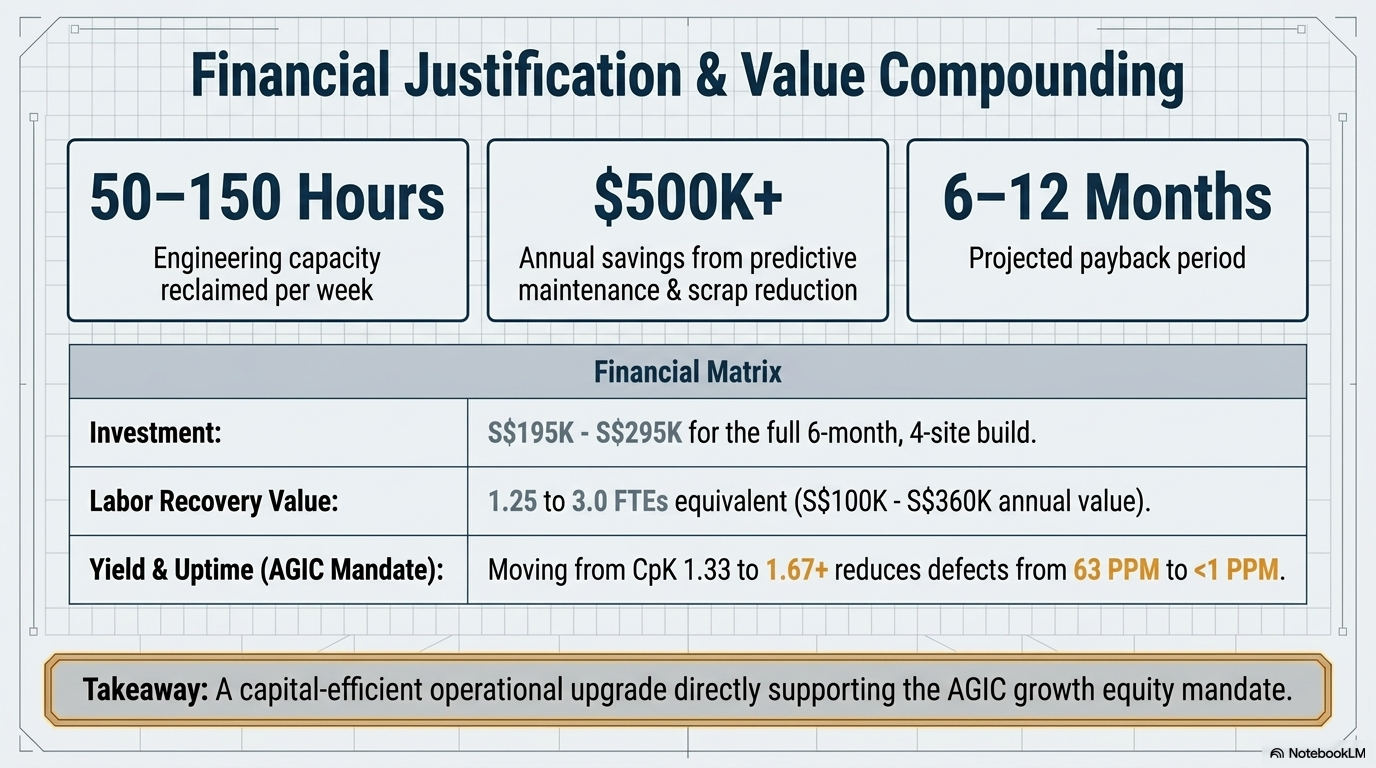 Financial Justification & Value Compounding
50–150 Hours
Engineering capacity
reclaimed per week
$500K+
Annual savings from predictive
maintenance & scrap reduction
6–12 Months
Projected payback period
Financial Matrix
Investment:
S$195K - S$295K for the full 6-month, 4-site build.
Labor Recovery Value:
1.25 to 3.0 FTEs equivalent (S$100K - S$360K annual value).
Yield & Uptime (AGIC Mandate):
Moving from CpK 1.33 to 1.67+ reduces defects from 63 PPM to <1 PPM.
Takeaway: A capital-efficient operational upgrade directly supporting the AGIC growth equity mandate.
NotebookLM